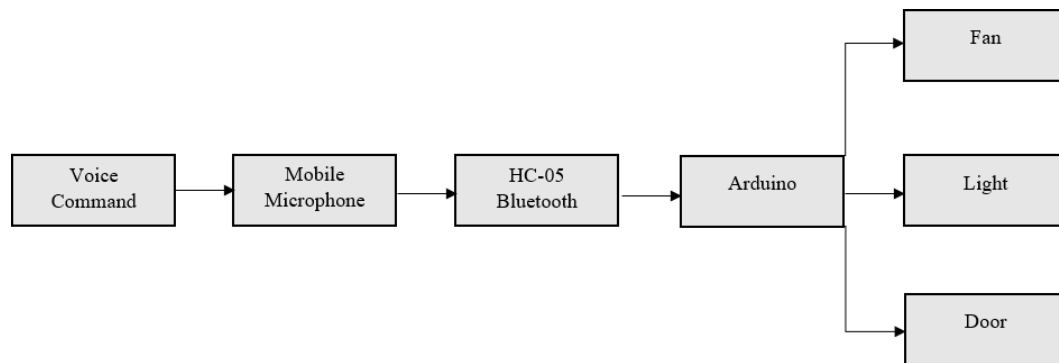 Fan
Voice
Command
Mobile
Microphone
HC-05
Bluetooth
Arduino
Light
Door